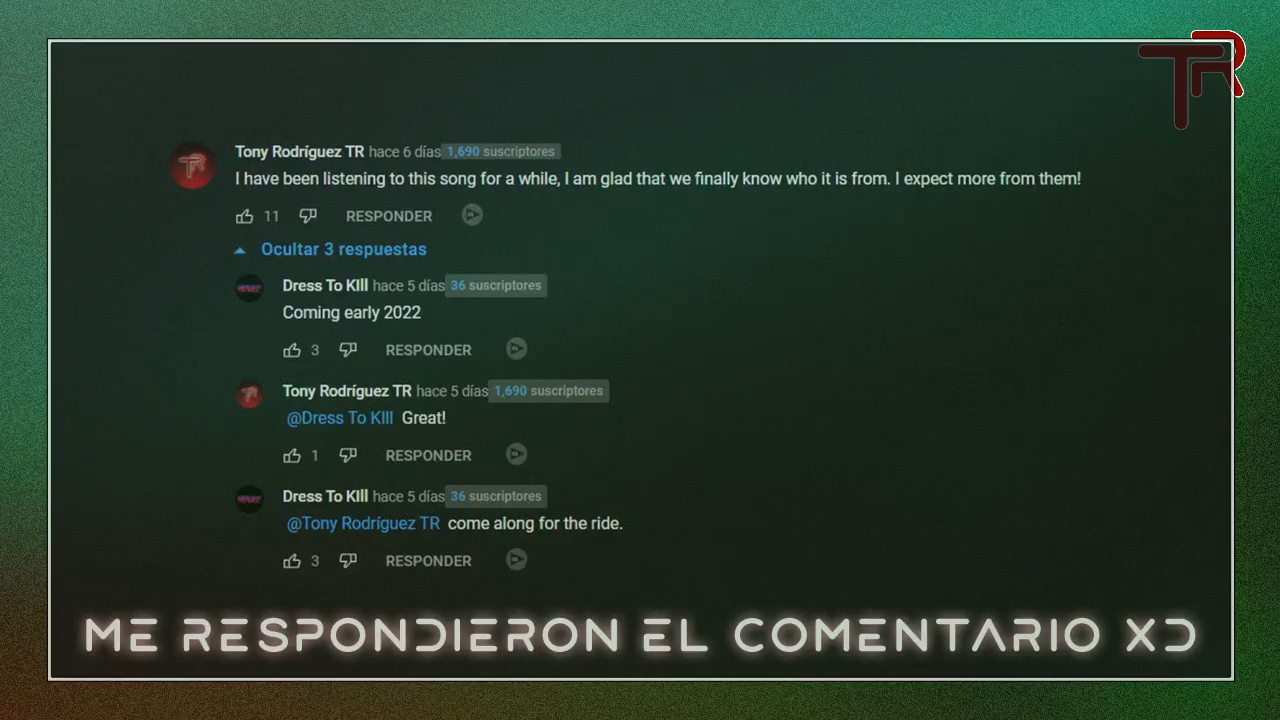 TR
Tony Rodríguez TR hace 6 días 1,690 suscriptores
I have been listening to this song for a while, I am glad that we finally know who it is from. I expect more from them!
11 RESPONDER
Ocultar 3 respuestas
Dress To KIll hace 5 días 36 suscriptores
Coming early 2022
3 RESPONDER
Tony Rodríguez TR hace 5 días 1,690 suscriptores
@Dress To KIll Great!
1 RESPONDER
Dress To KIll hace 5 días 36 suscriptores
@Tony Rodríguez TR come along for the ride.
3 RESPONDER
ME RESPONDIERON EL COMENTARIO XD